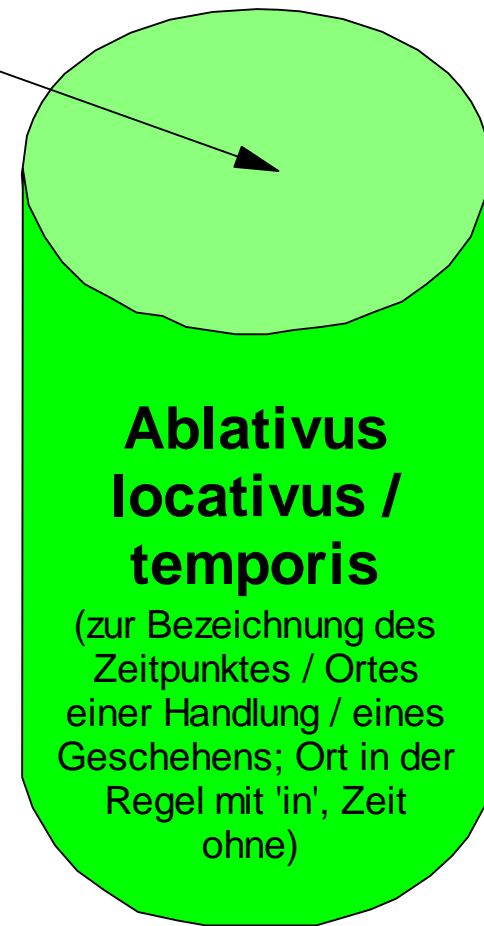 Ablativus
locativus /
temporis
(zur Bezeichnung des
Zeitpunktes / Ortes
einer Handlung / eines
Geschehens; Ort in der
Regel mit 'in', Zeit
ohne)